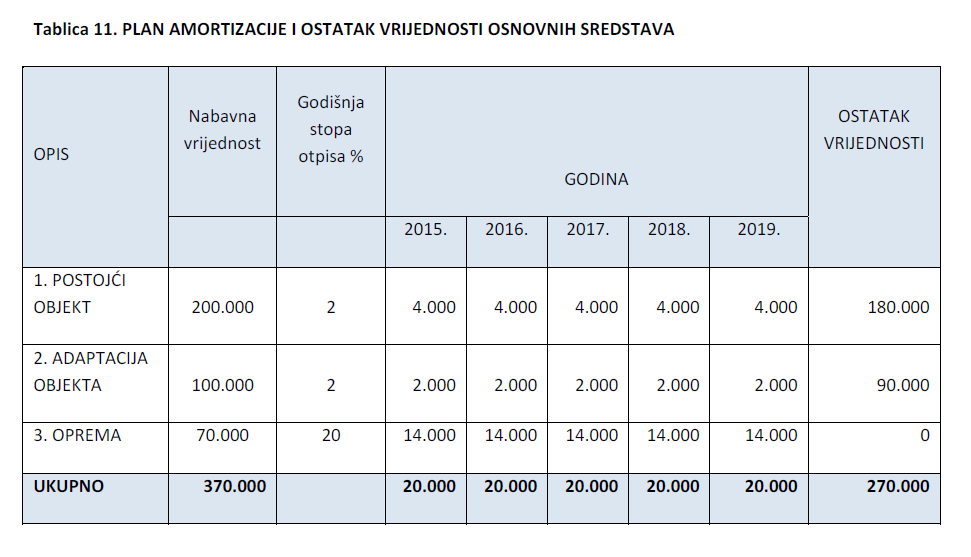 Tablica 11. PLAN AMORTIZACIJE I OSTATAK VRIJEDNOSTI OSNOVNIH SREDSTAVA
OPIS
Nabavna
vrijednost
Godišnja
stopa
otpisa %
GODINA
OSTATAK
VRIJEDNOSTI
2015. 2016. 2017. 2018. 2019.
1. POSTOJĆI
OBJEKT 200.000 2 4.000 4.000 4.000 4.000 4.000 180.000
2. ADAPTACIJA
OBJEKTA 100.000 2 2.000 2.000 2.000 2.000 2.000 90.000
3. OPREMA 70.000 20 14.000 14.000 14.000 14.000 14.000 0
UKUPNO 370.000 20.000 20.000 20.000 20.000 20.000 270.000